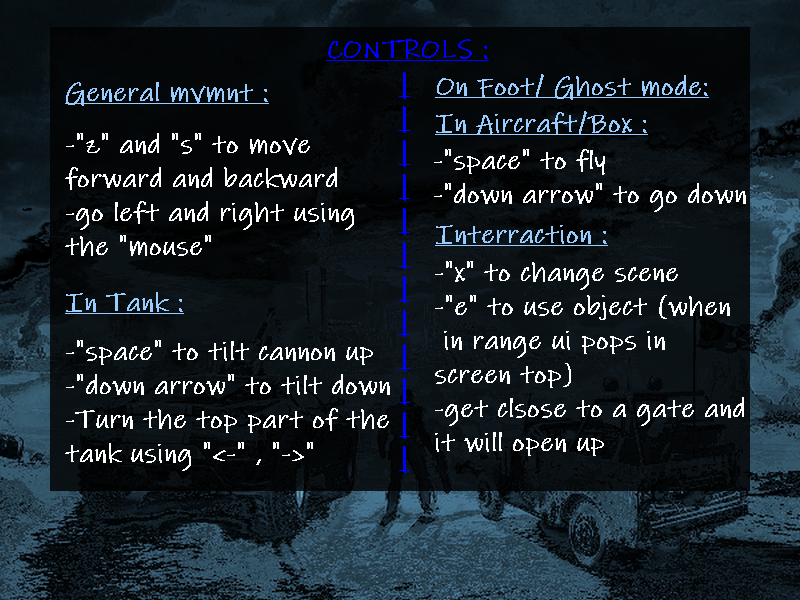 CONTROLS :
General mvmnt :
-"z" and "s" to move
forward and backward
-go left and right using
the "mouse"
In Tank :
-"space" to tilt cannon up
-"down arrow" to tilt down
-Turn the top part of the
tank using "<-" , "->"
On Foot/ Ghost mode:
In Aircraft/Box :
-"space" to fly
-"down arrow" to go down
Interraction :
-"x" to change scene
-"e" to use object (when
in range ui pops in
screen top)
-get clsose to a gate and
it will open up